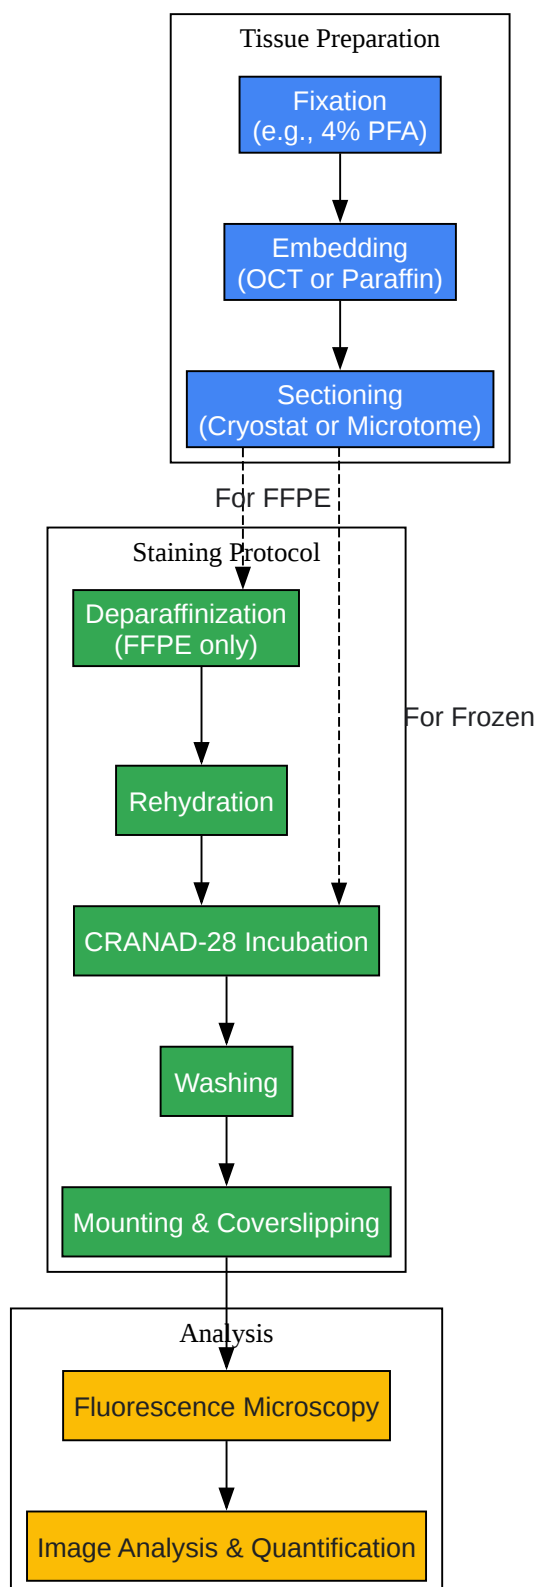 Tissue Preparation
Fixation
(e.g., 4% PFA)
Embedding
(OCT or Paraffin)
Sectioning
(Cryostat or Microtome)
For FFPE
Staining Protocol
Deparaffinization
(FFPE only)
For Frozen
Rehydration
CRANAD-28 Incubation
Washing
Mounting & Coverslipping
Analysis
Fluorescence Microscopy
Image Analysis & Quantification